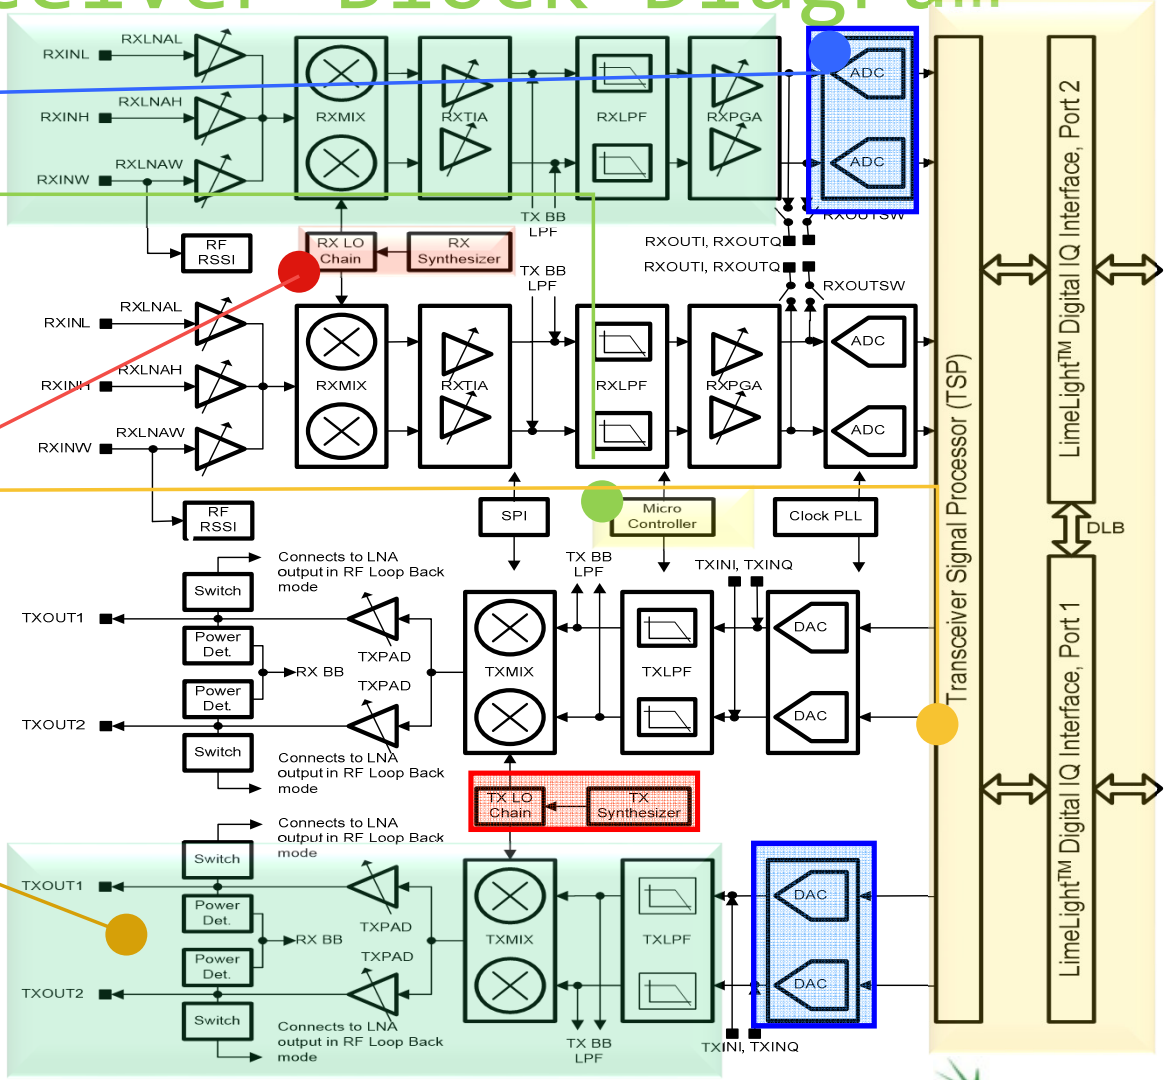 ceiver Block Diagram
RXINL
RXLNAL
RXINH
RXLNAH
RXINW
RXLNAW
RXMIX
RXTIA
RXLPF
RXPGA
ADC
ADC
TX BB
LPF
RXOUTSW
RXOUTI, RXOUTQ
RF
RSSI
RX LO
Chain
RX
Synthesizer
TX BB
LPF
RXOUTI, RXOUTQ
RXOUTSW
RXINL
RXLNAL
RXINH
RXLNAH
RXINW
RXLNAW
RXMIX
RXTIA
RXLPF
RXPGA
ADC
ADC
RF
RSSI
SPI
Micro
Controller
Clock PLL
Connects to LNA
output in RF Loop Back
mode
Switch
TXOUT1
Power
Det.
RX BB
Power
Det.
TXOUT2
Switch
Connects to LNA
output in RF Loop Back
mode
TXPAD
TXPAD
TXMIX
TX BB
LPF
TXLPF
TXINI, TXINQ
DAC
DAC
TX LO
Chain
TX
Synthesizer
Connects to LNA
output in RF Loop Back
mode
Switch
TXOUT1
Power
Det.
RX BB
Power
Det.
TXOUT2
Switch
Connects to LNA
output in RF Loop Back
mode
TXPAD
TXPAD
TXMIX
TX BB
LPF
TXLPF
TXINI, TXINQ
DAC
DAC
Transceiver Signal Processor (TSP)
LimeLight™ Digital IQ Interface, Port 2
DLB
LimeLight™ Digital IQ Interface, Port 1